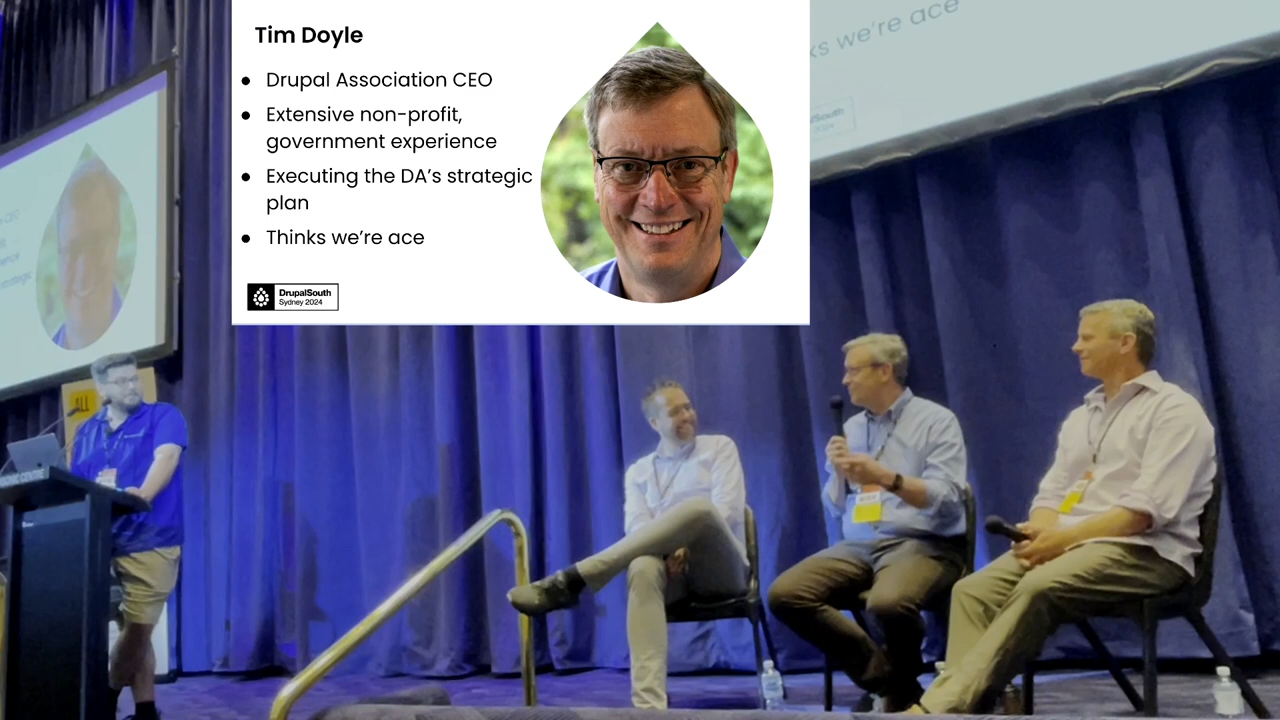 Tim Doyle
Drupal Association CEO
Extensive non-profit,
government experience
Executing the DA’s strategic
plan
Thinks we’re ace
DrupalSouth
Sydney 2024
ks we’re ace
ALL